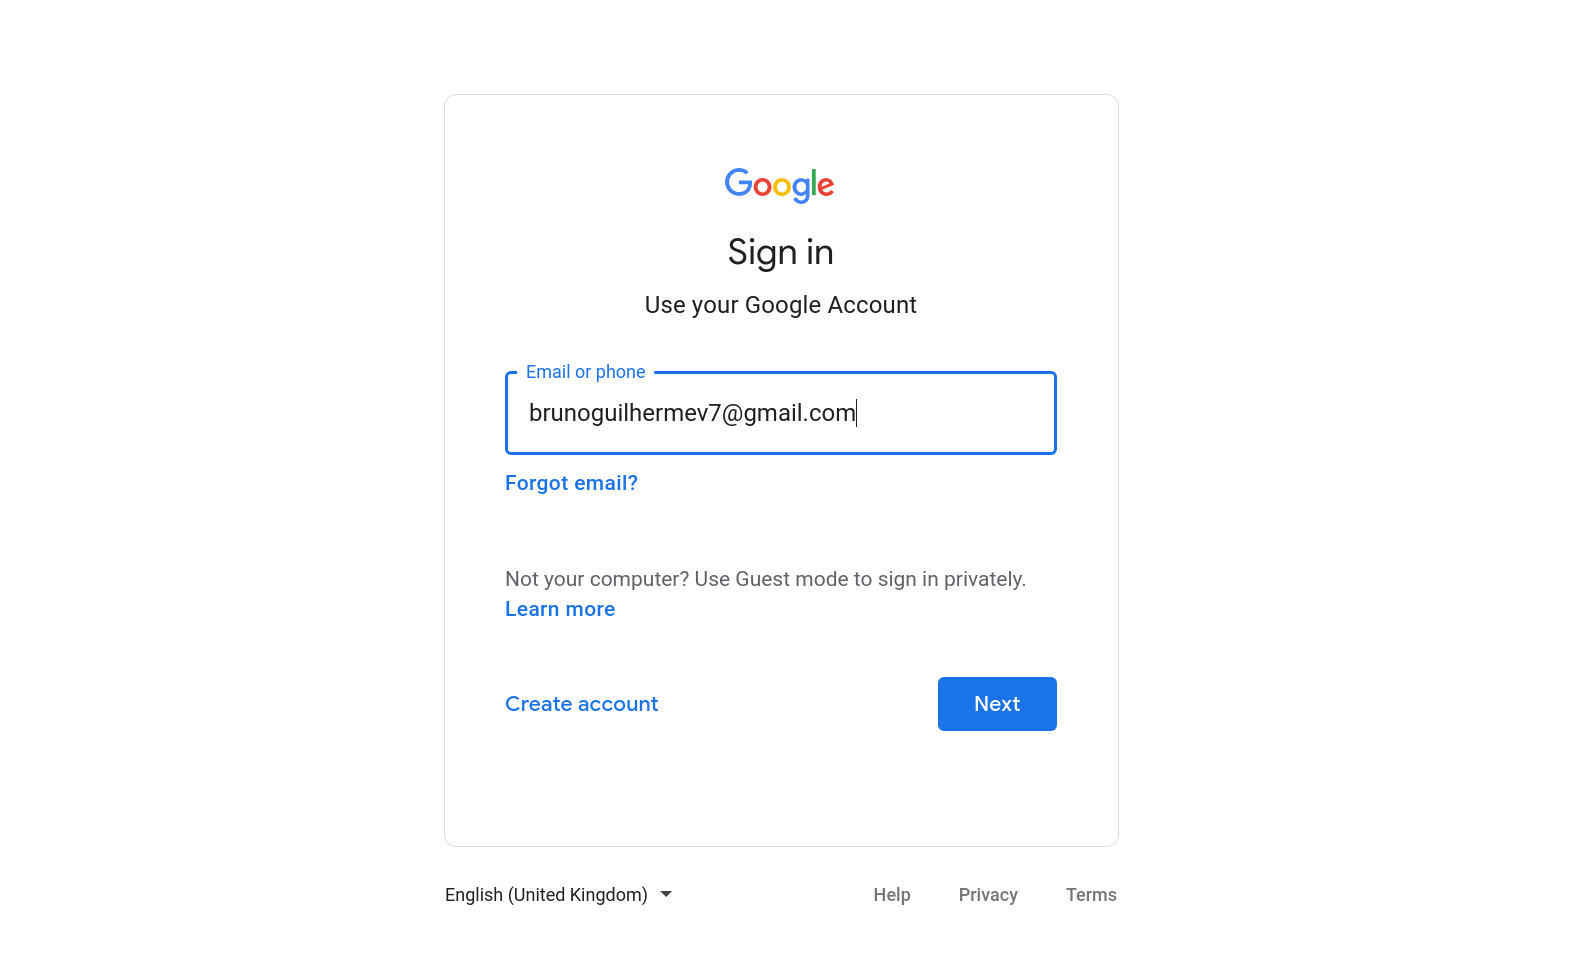 Google
Sign in
Use your Google Account
Email or phone
brunoguilhermev7@gmail.com
Forgot email?
Not your computer? Use Guest mode to sign in privately.
Learn more
Create account
Next
English (United Kingdom)
Help
Privacy
Terms